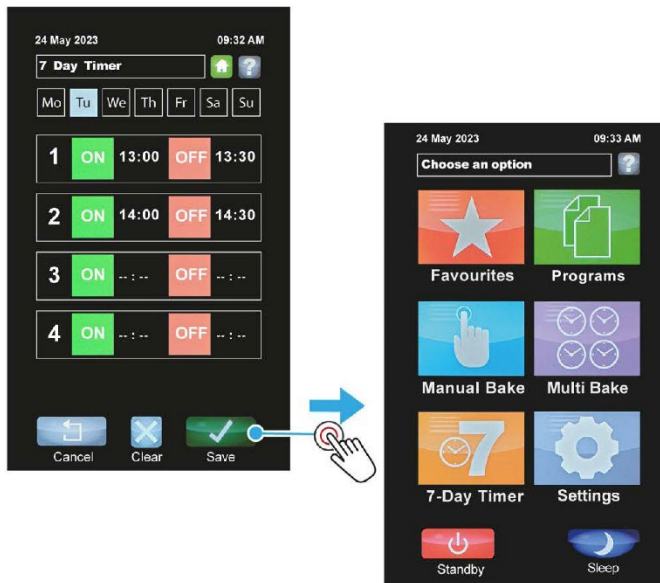 24 May 2023 09:32 AM
7 Day Timer ?
Mo Tu We Th Fr Sa Su
1 ON 13:00 OFF 13:30
2 ON 14:00 OFF 14:30
3 ON --:-- OFF --:--
4 ON --:-- OFF --:--
Cancel Clear Save
24 May 2023 09:33 AM
Choose an option ?
Favourites Programs
Manual Bake Multi Bake
7
7-Day Timer Settings
Standby Sleep